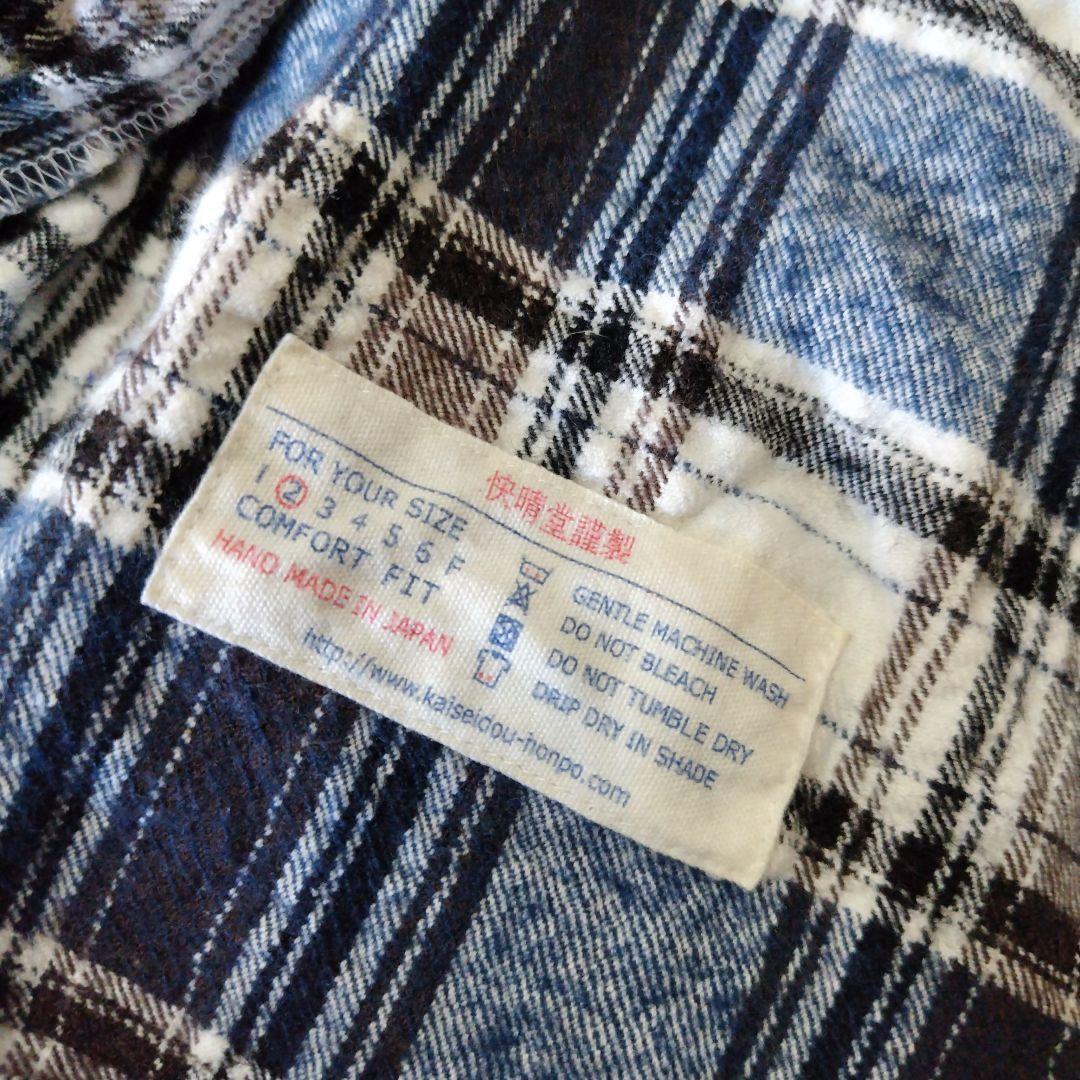 快晴堂謹製
FOR YOUR SIZE
1 2 3 4 5 6 F
COMFORT FIT
HAND MADE IN JAPAN
GENTLE MACHINE WASH
DO NOT BLEACH
DO NOT TUMBLE DRY
DRIP DRY IN SHADE
http://www.kaiseidou-honpo.com